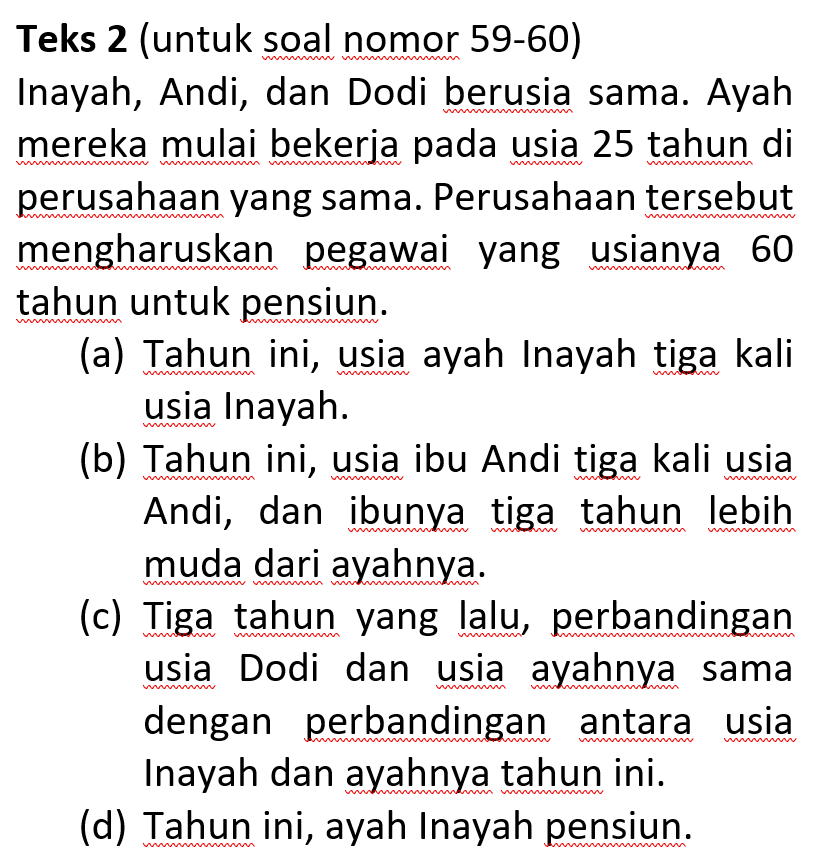 Teks 2 (untuk soal nomor 59-60)
Inayah, Andi, dan Dodi berusia sama. Ayah
mereka mulai bekerja pada usia 25 tahun di
perusahaan yang sama. Perusahaan tersebut
mengharuskan pegawai yang usianya 60
tahun untuk pensiun.
(a) Tahun ini, usia ayah Inayah tiga kali
usia Inayah.
(b) Tahun ini, usia ibu Andi tiga kali usia
Andi, dan ibunya tiga tahun lebih
muda dari ayahnya.
(c) Tiga tahun yang lalu, perbandingan
usia Dodi dan usia ayahnya sama
dengan perbandingan antara usia
Inayah dan ayahnya tahun ini.
(d) Tahun ini, ayah Inayah pensiun.